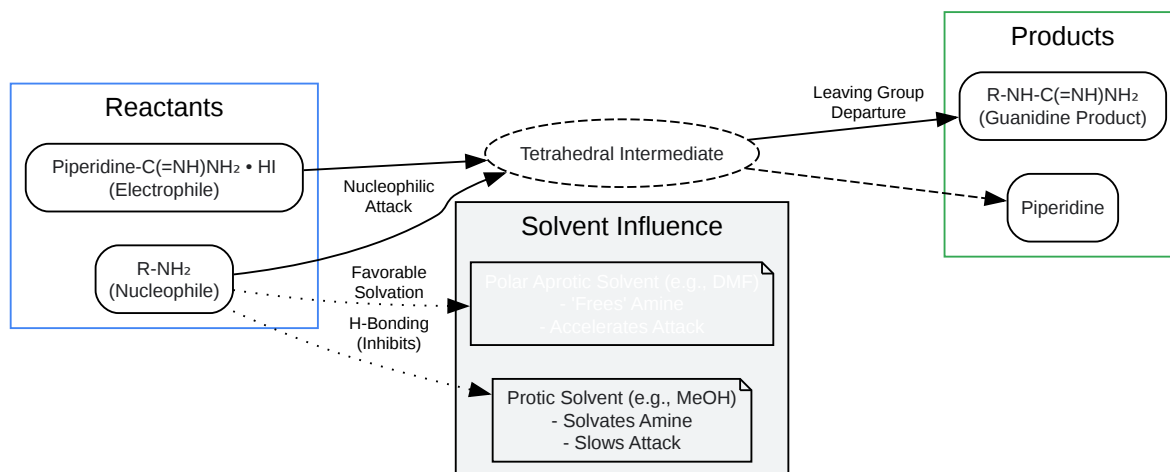 Reactants
Piperidine-C(=NH)NH₂ • HI
(Electrophile)
R-NH₂
(Nucleophile)
Nucleophilic
Attack
Favorable
Solvation
H-Bonding
(Inhibits)
Tetrahedral Intermediate
Solvent Influence
Polar Aprotic Solvent (e.g., DMF)
- 'Frees' Amine
- Accelerates Attack
Protic Solvent (e.g., MeOH)
- Solvates Amine
- Slows Attack
Leaving Group
Departure
Products
R-NH-C(=NH)NH₂
(Guanidine Product)
Piperidine